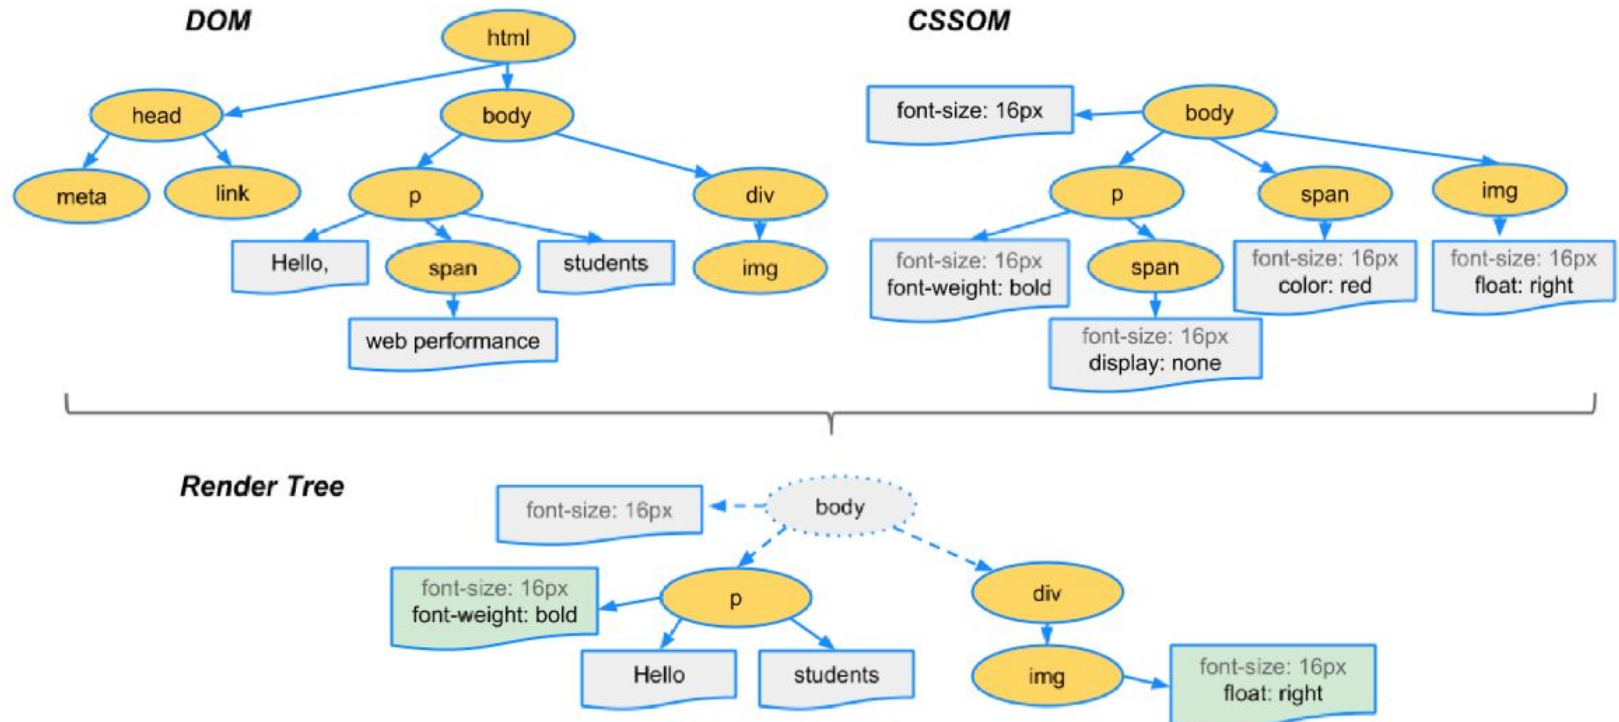 DOM
html
head
body
meta
link
p
div
Hello,
span
students
img
web performance
CSSOM
font-size: 16px
body
p
span
img
font-size: 16px
font-weight: bold
span
font-size: 16px
color: red
font-size: 16px
float: right
font-size: 16px
display: none
Render Tree
font-size: 16px
body
font-size: 16px
font-weight: bold
p
div
Hello
students
img
font-size: 16px
float: right